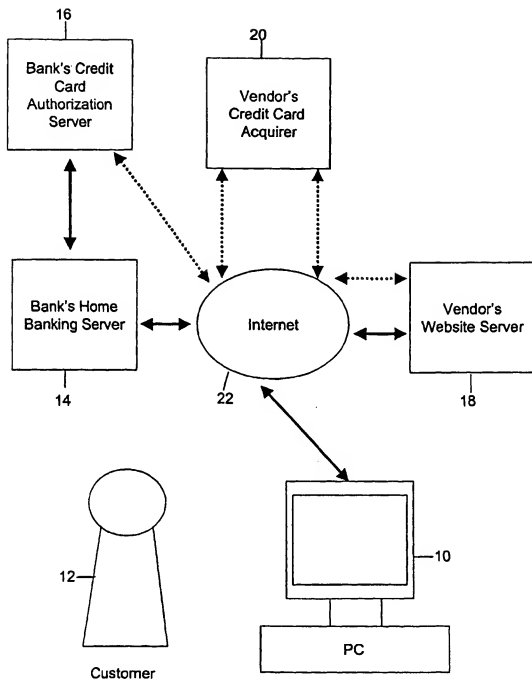 16
Bank's Credit
Card
Authorization
Server
20
Vendor's
Credit Card
Acquirer
Bank's Home
Banking Server
14
Internet
22
Vendor's
Website Server
18
12
Customer
10
PC